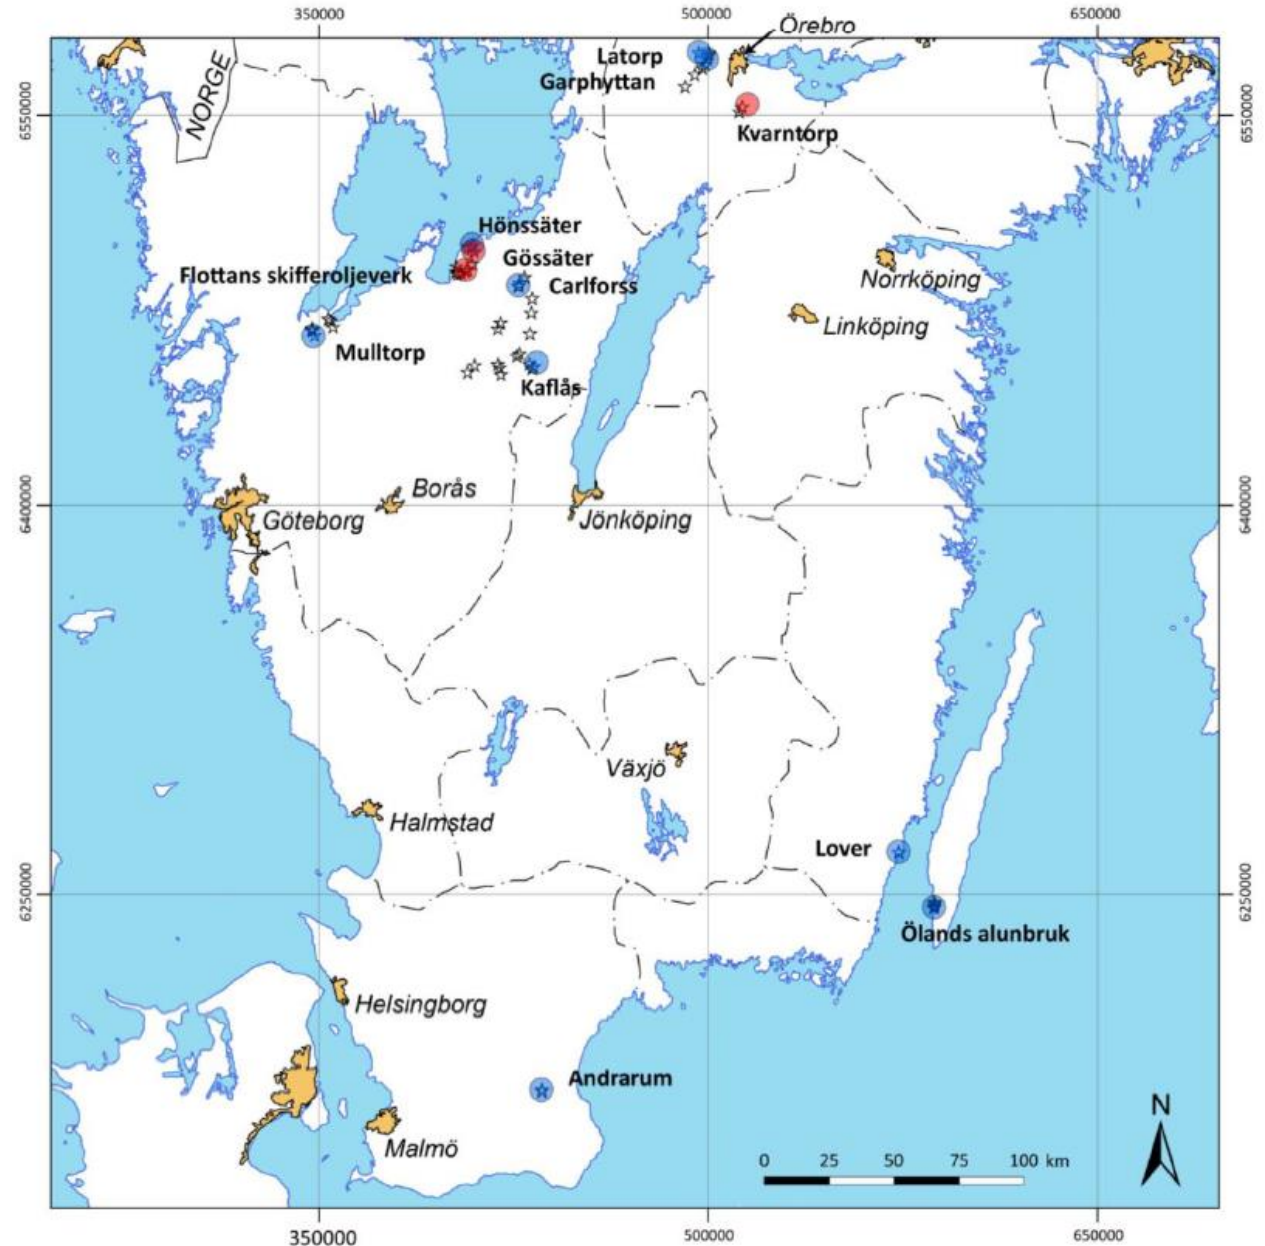 350000
500000
650000
Örebro
Latorp
Garphyttan
NORGE
6550000
6550000
Kvarntorp
Hönssäter
Gössäter
Flottans skifferoljeverk
Carlforss
Norrköping
Linköping
Mulltorp
Kaflås
Borås
6400000
6400000
Göteborg
Jönköping
Växjö
Halmstad
Lover
6250000
6250000
Ölands alunbruk
Helsingborg
Andrarum
Malmö
N
0 25 50 75 100 km
350000
500000
650000